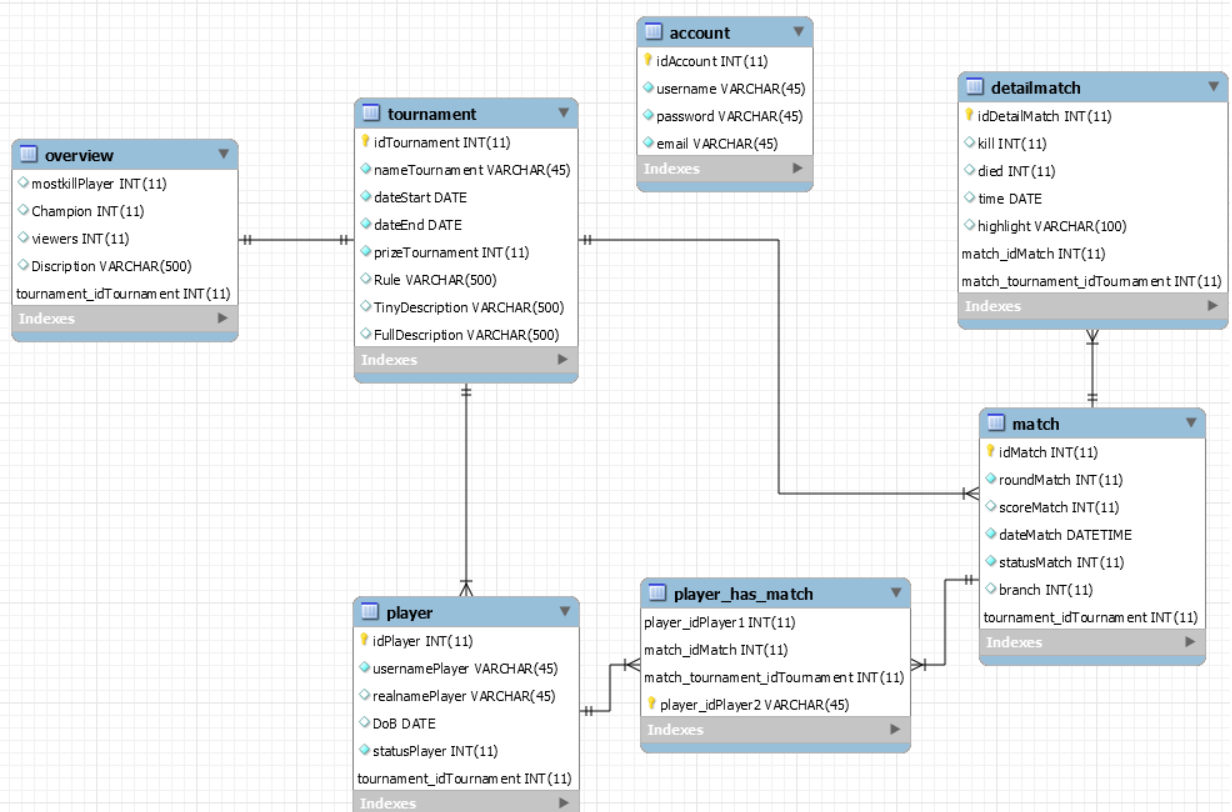 account
idAccount INT(11)
username VARCHAR(45)
password VARCHAR(45)
email VARCHAR(45)
Indexes
detailmatch
idDetailMatch INT(11)
kill INT(11)
died INT(11)
time DATE
highlight VARCHAR(100)
match_idMatch INT(11)
match_tournament_idTournament INT(11)
Indexes
tournament
idTournament INT(11)
nameTournament VARCHAR(45)
dateStart DATE
dateEnd DATE
prizeTournament INT(11)
Rule VARCHAR(500)
TinyDescription VARCHAR(500)
FullDescription VARCHAR(500)
Indexes
overview
mostkillPlayer INT(11)
Champion INT(11)
viewers INT(11)
Discription VARCHAR(500)
tournament_idTournament INT(11)
Indexes
match
idMatch INT(11)
roundMatch INT(11)
scoreMatch INT(11)
dateMatch DATETIME
statusMatch INT(11)
branch INT(11)
tournament_idTournament INT(11)
Indexes
player_has_match
player_idPlayer1 INT(11)
match_idMatch INT(11)
match_tournament_idTournament INT(11)
player_idPlayer2 VARCHAR(45)
Indexes
player
idPlayer INT(11)
usernamePlayer VARCHAR(45)
realnamePlayer VARCHAR(45)
DoB DATE
statusPlayer INT(11)
tournament_idTournament INT(11)
Indexes